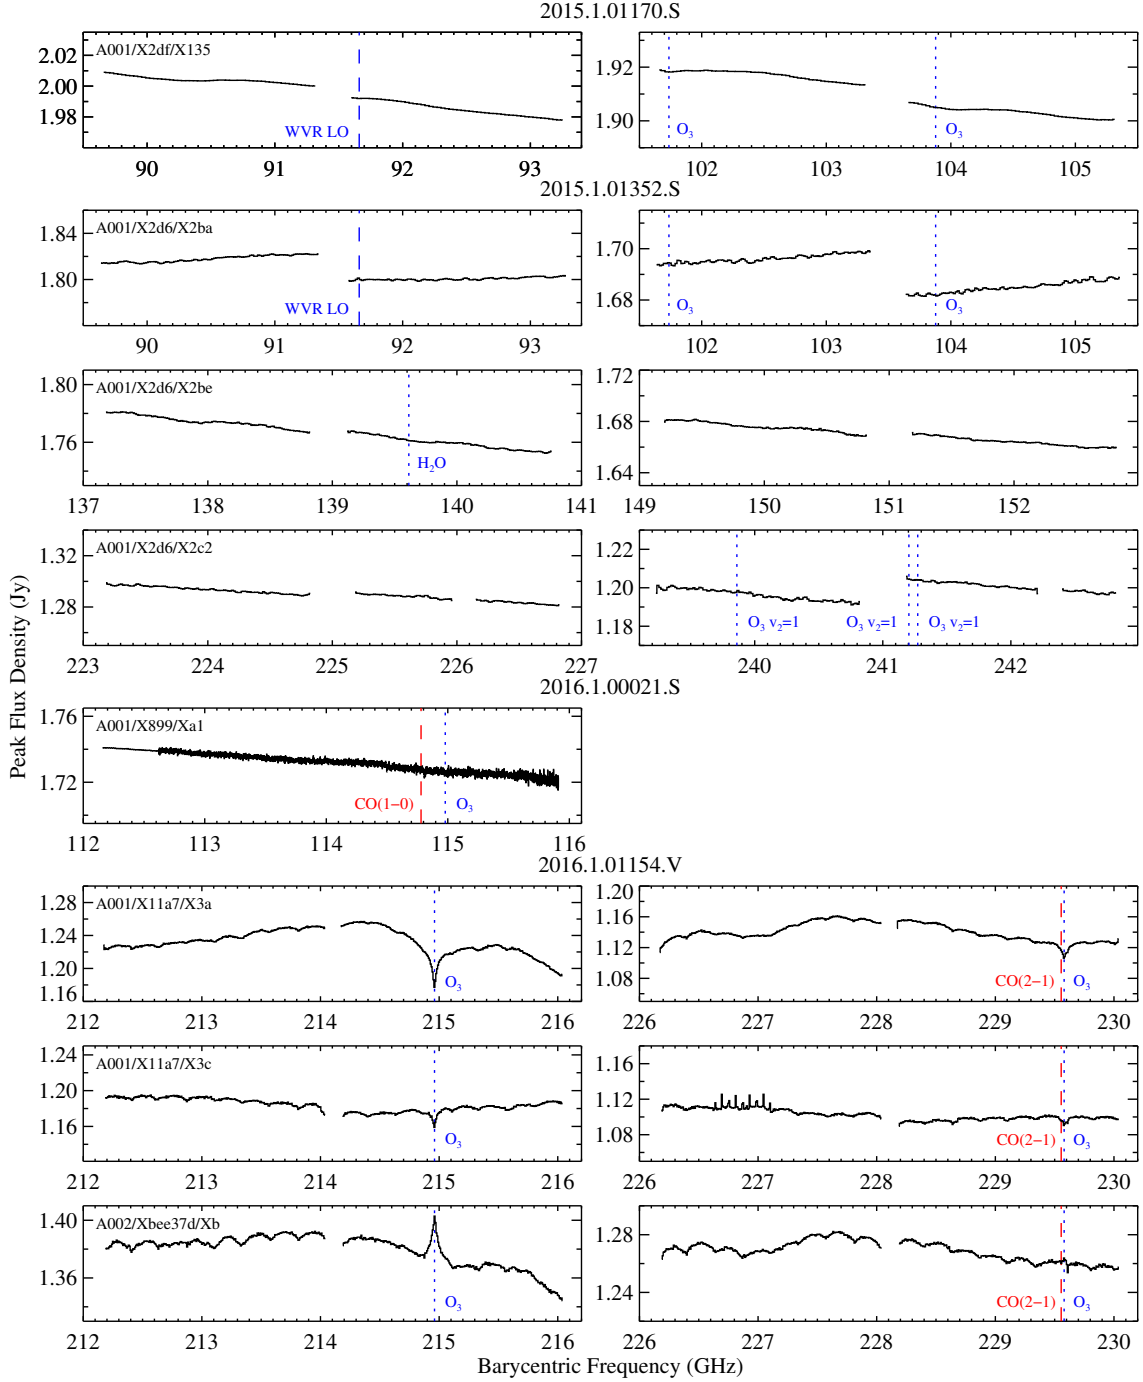 2015.1.01170.S
A001/X2df/X135
2.02
2.00
1.98
WVR LO
90 91 92 93
1.92
1.90
O₃ O₃
102 103 104 105
2015.1.01352.S
A001/X2d6/X2ba
1.84
1.80
WVR LO
90 91 92 93
1.70
1.68
O₃ O₃
102 103 104 105
A001/X2d6/X2be
1.80
1.76
H₂O
137 138 139 140 141
1.72
1.68
1.64
149 150 151 152
A001/X2d6/X2c2
1.32
1.28
223 224 225 226 227
1.22
1.20
1.18
O₃ v₂=1 O₃ v₂=1 O₃ v₂=1
240 241 242
Peak Flux Density (Jy)
2016.1.00021.S
A001/X899/Xa1
1.76
1.72
CO(1−0) O₃
112 113 114 115 116
2016.1.01154.V
A001/X11a7/X3a
1.28
1.24
1.20
1.16
O₃
212 213 214 215 216
1.20
1.16
1.12
1.08
CO(2−1) O₃
226 227 228 229 230
A001/X11a7/X3c
1.24
1.20
1.16
O₃
212 213 214 215 216
1.16
1.12
1.08
CO(2−1) O₃
226 227 228 229 230
A002/Xbee37d/Xb
1.40
1.36
O₃
212 213 214 215 216
1.28
1.24
CO(2−1) O₃
226 227 228 229 230
Barycentric Frequency (GHz)